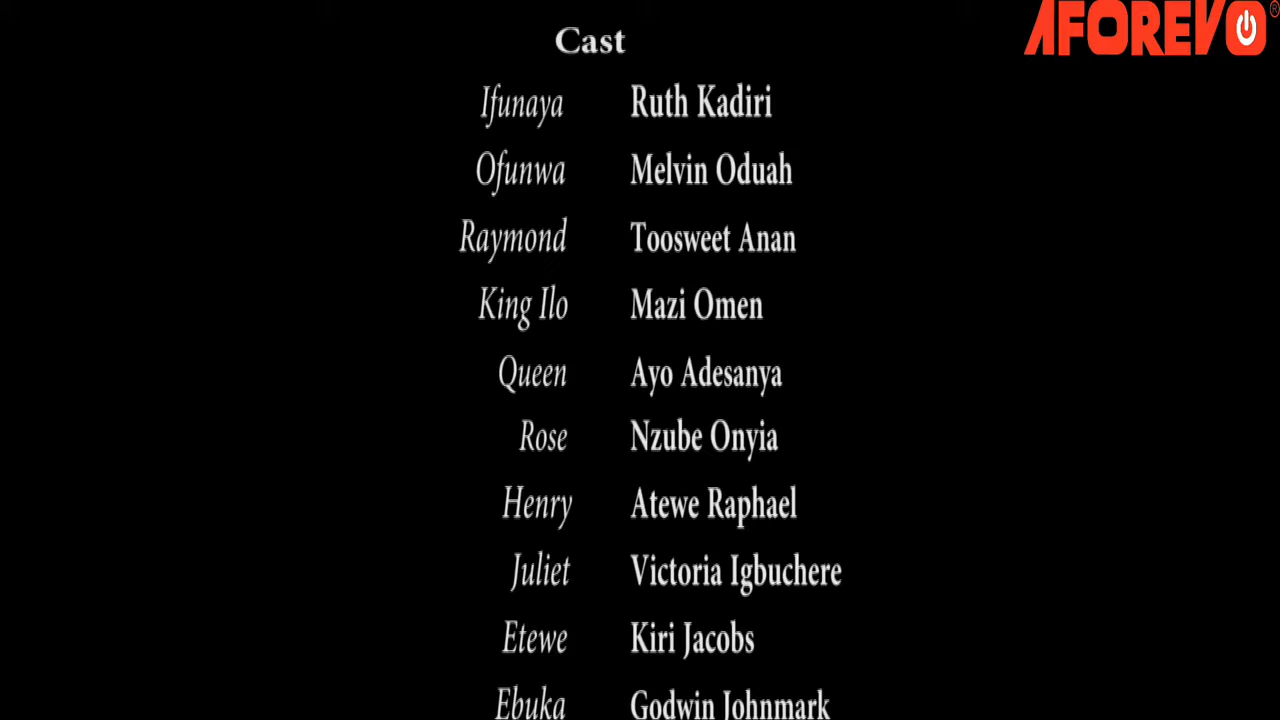 AFOREVO®
Cast
Ifunaya Ruth Kadiri
Ofunwa Melvin Oduah
Raymond Toosweet Anan
King Ilo Mazi Omen
Queen Ayo Adesanya
Rose Nzube Onyia
Henry Atewe Raphael
Juliet Victoria Igbuchere
Etewe Kiri Jacobs
Ebuka Godwin Johnmark